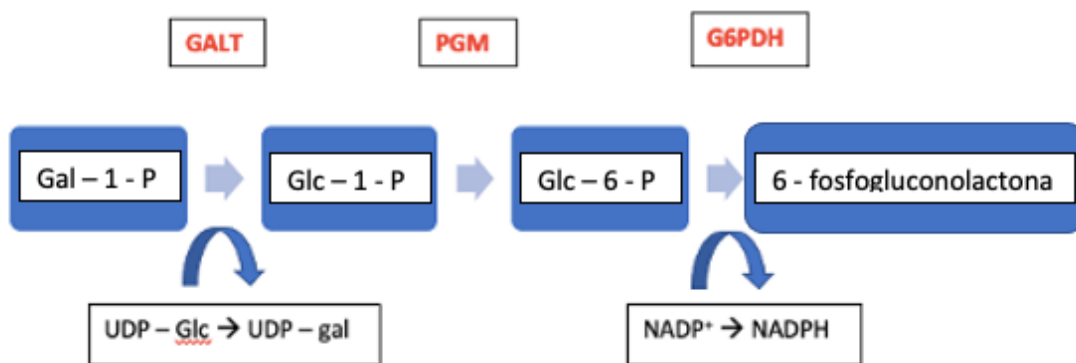 GALT
PGM
G6PDH
Gal – 1 - P
Glc – 1 - P
Glc – 6 - P
6 - fosfogluconolactona
UDP – Glc → UDP – gal
NADP⁺ → NADPH